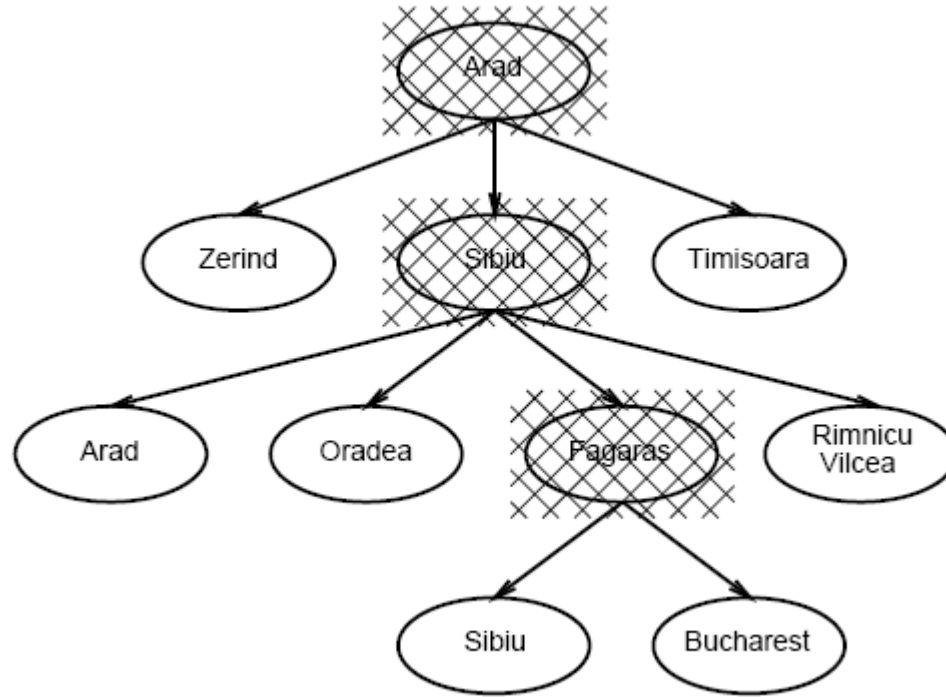 Arad
Zerind
Sibiu
Timisoara
Arad
Oradea
Fagaras
Rimnicu
Vilcea
Sibiu
Bucharest